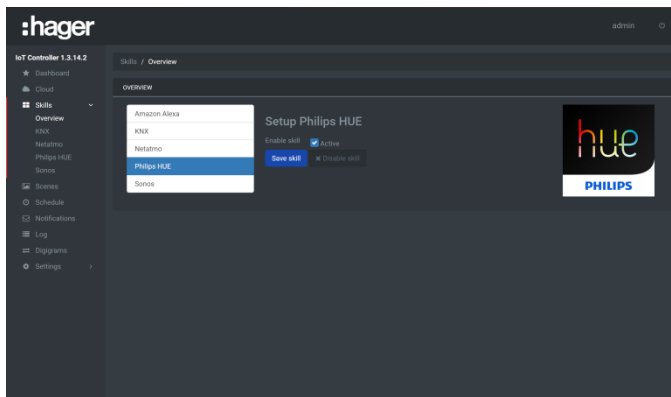 :hager
admin
IoT Controller 1.3.14.2
Dashboard
Cloud
Skills
Overview
KNX
Netatmo
Philips HUE
Sonos
Scenes
Schedule
Notifications
Log
Digigrams
Settings
Skills / Overview
OVERVIEW
Amazon Alexa
KNX
Netatmo
Philips HUE
Sonos
Setup Philips HUE
Enable skill Active
Save skill Disable skill
hue
PHILIPS